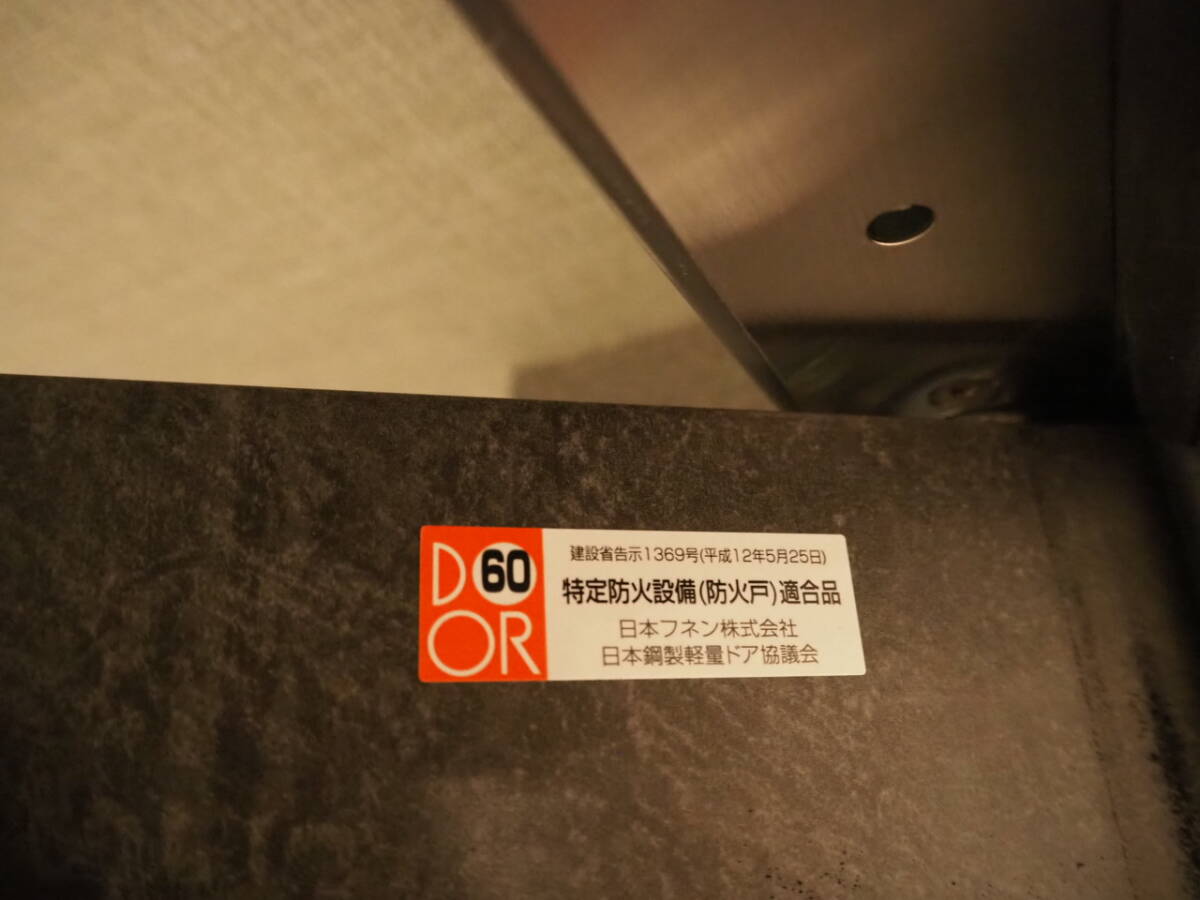 D60
OR
建設省告示1369号(平成12年5月25日)
特定防火設備(防火戸)適合品
日本フネン株式会社
日本鋼製軽量ドア協議会